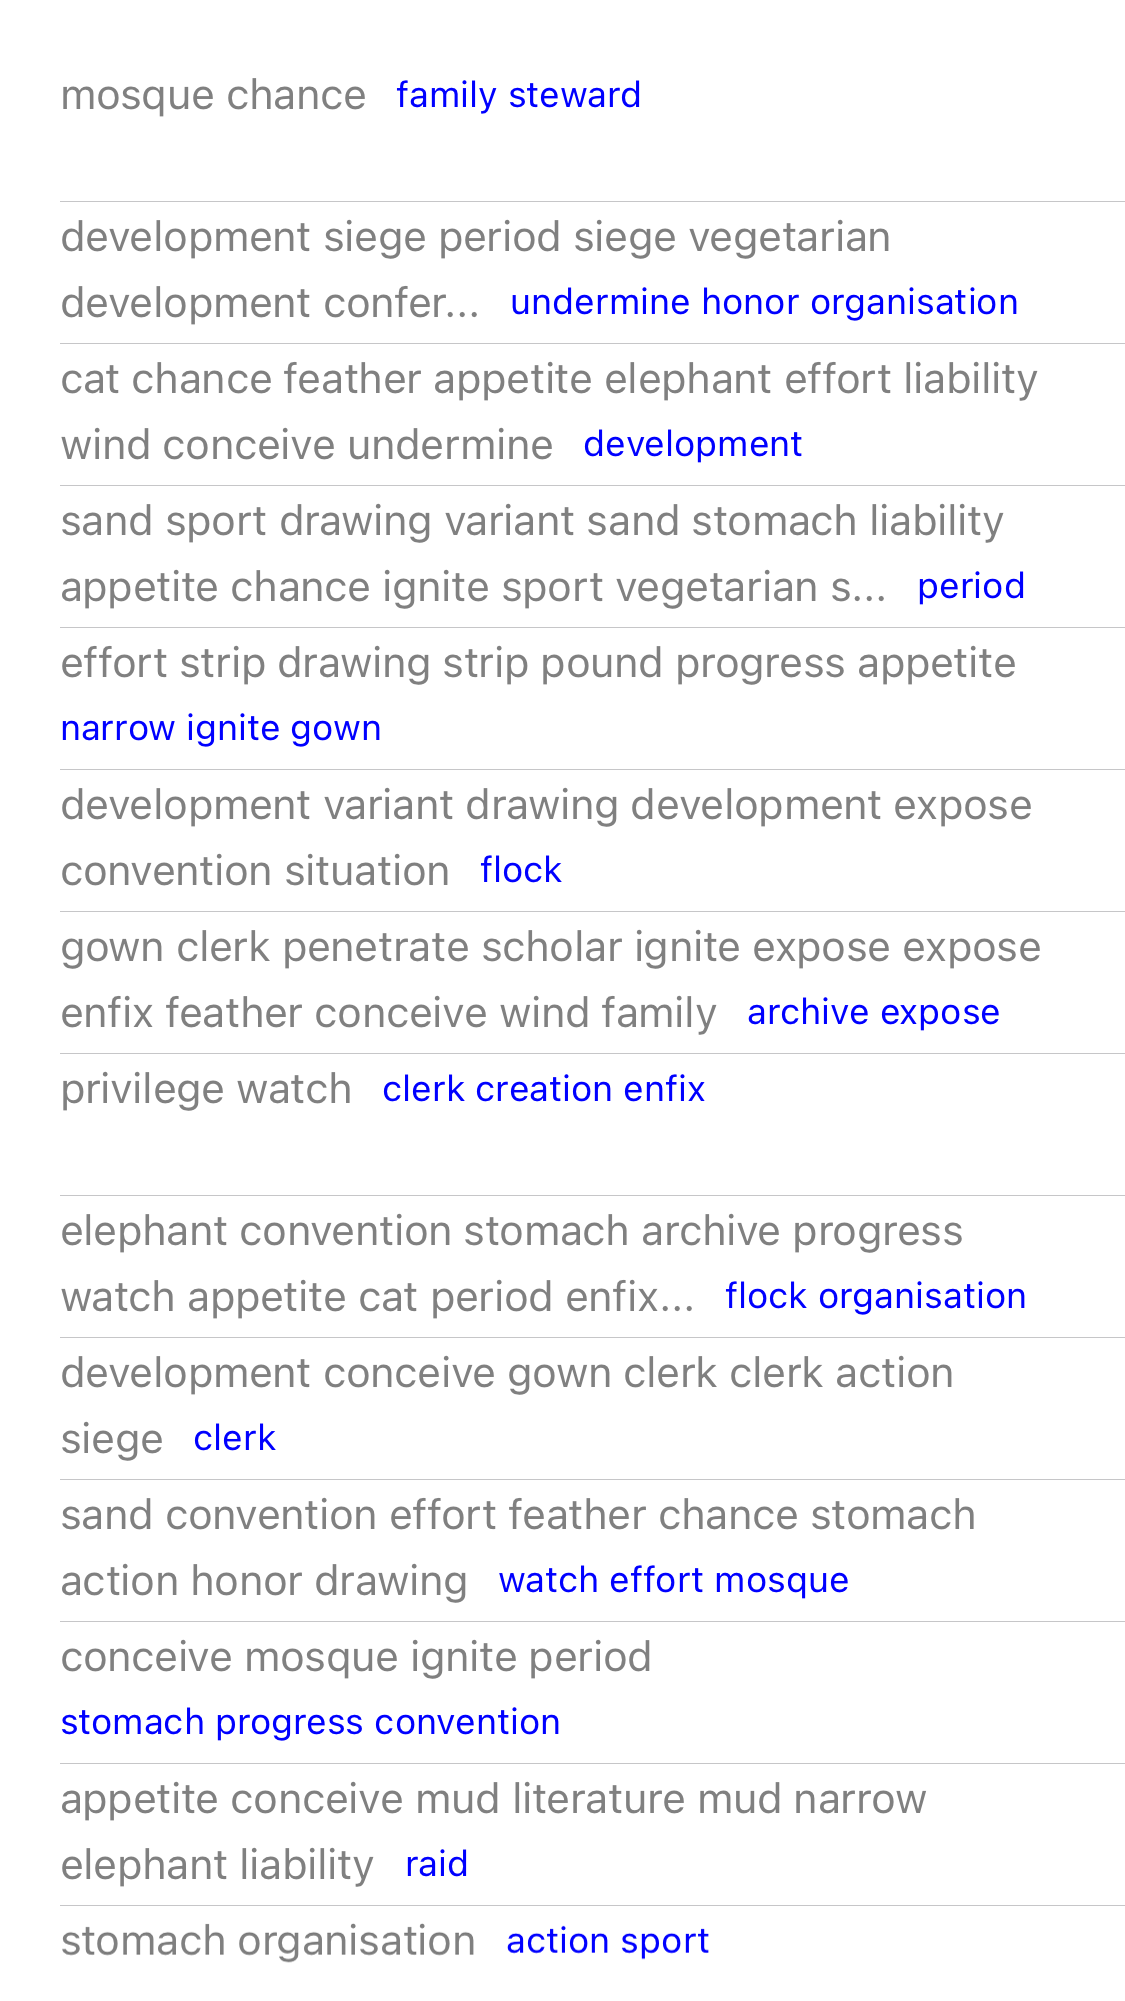 mosque chance family steward
development siege period siege vegetarian
development confer... undermine honor organisation
cat chance feather appetite elephant effort liability
wind conceive undermine development
sand sport drawing variant sand stomach liability
appetite chance ignite sport vegetarian s... period
effort strip drawing strip pound progress appetite
narrow ignite gown
development variant drawing development expose
convention situation flock
gown clerk penetrate scholar ignite expose expose
enfix feather conceive wind family archive expose
privilege watch clerk creation enfix
elephant convention stomach archive progress
watch appetite cat period enfix... flock organisation
development conceive gown clerk clerk action
siege clerk
sand convention effort feather chance stomach
action honor drawing watch effort mosque
conceive mosque ignite period
stomach progress convention
appetite conceive mud literature mud narrow
elephant liability raid
stomach organisation action sport